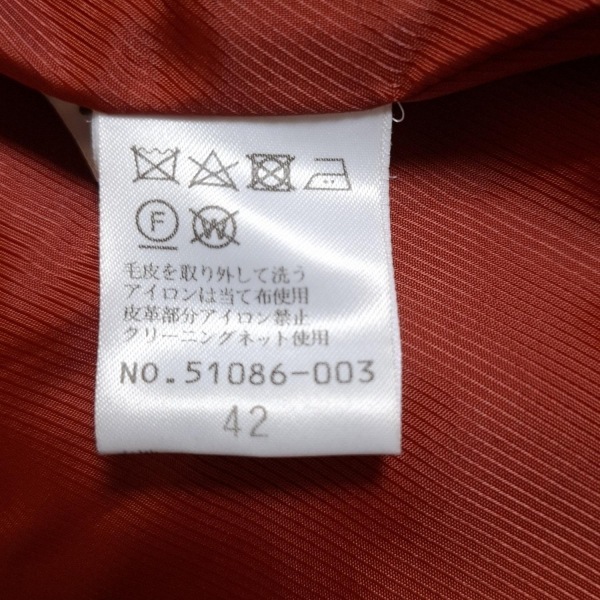 F W
毛皮を取り外して洗う
アイロンは当て布使用
皮革部分アイロン禁止
クリーニングネット使用
NO.51086-003
42